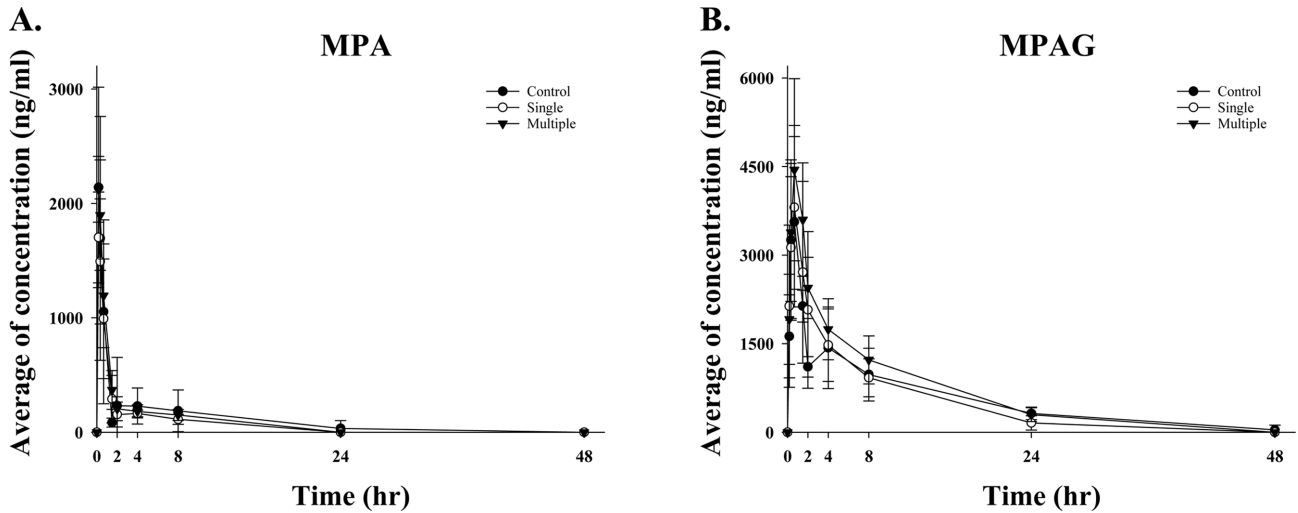 A.
MPA
Average of concentration (ng/ml)
3000
2000
1000
0
Control
Single
Multiple
0 2 4 8 24 48
Time (hr)
B.
MPAG
Average of concentration (ng/ml)
6000
4500
3000
1500
0
Control
Single
Multiple
0 2 4 8 24 48
Time (hr)